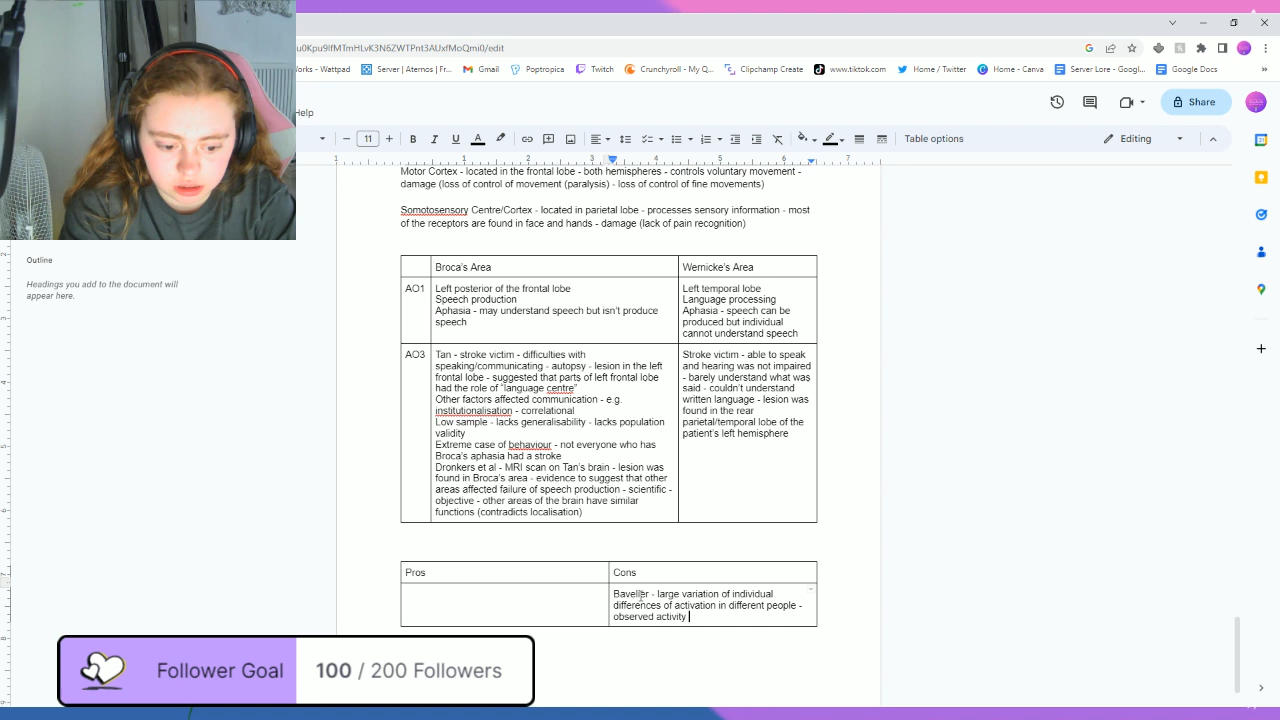 u0Kpu9IfMTmHLvK3N6ZWTPnt3AUxfMoQmi0/edit
orks - Wattpad
Server | Aternos | Fr...
Gmail
Poptropica
Twitch
Crunchyroll - My Q...
Clipchamp Create
www.tiktok.com
Home / Twitter
Home - Canva
Server Lore - Googl...
Google Docs
Help
Share
11
Table options
Editing
1 1 2 3 4 5 6 7
Outline
Headings you add to the document will
appear here.
Motor Cortex - located in the frontal lobe - both hemispheres - controls voluntary movement -
damage (loss of control of movement (paralysis) - loss of control of fine movements)
Somotosensory Centre/Cortex - located in parietal lobe - processes sensory information - most
of the receptors are found in face and hands - damage (lack of pain recognition)
Broca's Area
Wernicke's Area
AO1
Left posterior of the frontal lobe
Speech production
Aphasia - may understand speech but isn't produce
speech
Left temporal lobe
Language processing
Aphasia - speech can be
produced but individual
cannot understand speech
AO3
Tan - stroke victim - difficulties with
speaking/communicating - autopsy - lesion in the left
frontal lobe - suggested that parts of left frontal lobe
had the role of "language centre"
Other factors affected communication - e.g.
institutionalisation - correlational
Low sample - lacks generalisability - lacks population
validity
Extreme case of behaviour - not everyone who has
Broca's aphasia had a stroke
Dronkers et al - MRI scan on Tan's brain - lesion was
found in Broca's area - evidence to suggest that other
areas affected failure of speech production - scientific -
objective - other areas of the brain have similar
functions (contradicts localisation)
Stroke victim - able to speak
and hearing was not impaired
- barely understand what was
said - couldn't understand
written language - lesion was
found in the rear
parietal/temporal lobe of the
patient's left hemisphere
Pros
Cons
Baveller - large variation of individual
differences of activation in different people -
observed activity
Follower Goal
100 / 200 Followers